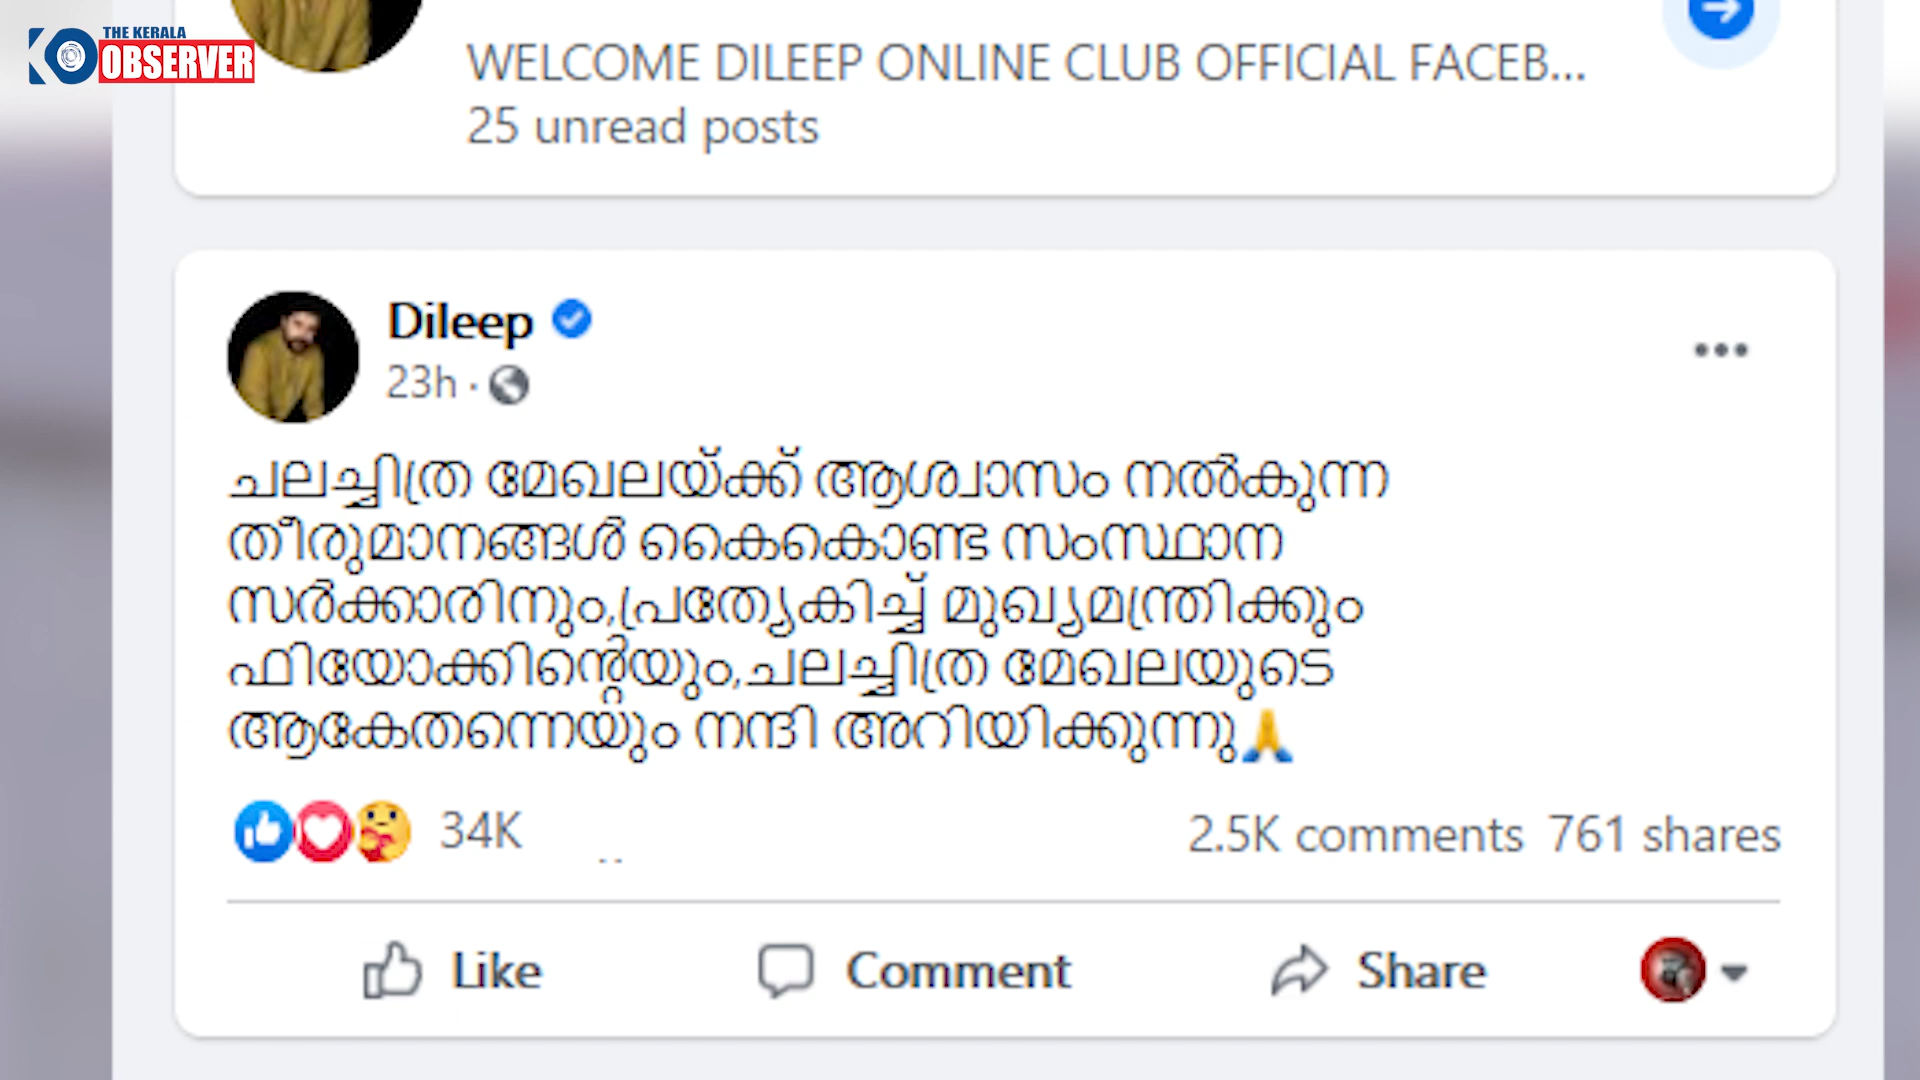 THE KERALA
OBSERVER
WELCOME DILEEP ONLINE CLUB OFFICIAL FACEB...
25 unread posts
Dileep
23h ·
ചലച്ചിത്ര മേഖലയ്ക്ക് ആശ്വാസം നൽകുന്ന
തീരുമാനങ്ങൾ കൈകൊണ്ട സംസ്ഥാന
സർക്കാരിനും,പ്രത്യേകിച്ച് മുഖ്യമന്ത്രിക്കും
ഫിയോക്കിന്റെയും,ചലച്ചിത്ര മേഖലയുടെ
ആകേതന്നെയും നന്ദി അറിയിക്കുന്നു🙏
34K
2.5K comments 761 shares
Like Comment Share